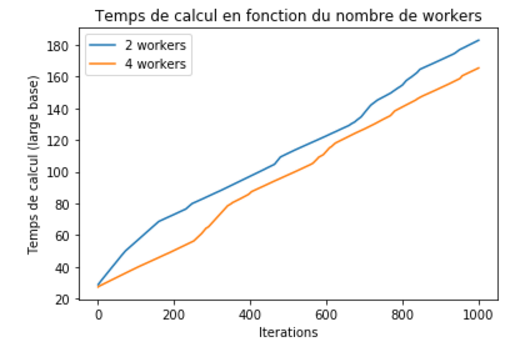 Temps de calcul en fonction du nombre de workers
2 workers
4 workers
Temps de calcul (large base)
180
160
140
120
100
80
60
40
20
0 200 400 600 800 1000
Iterations